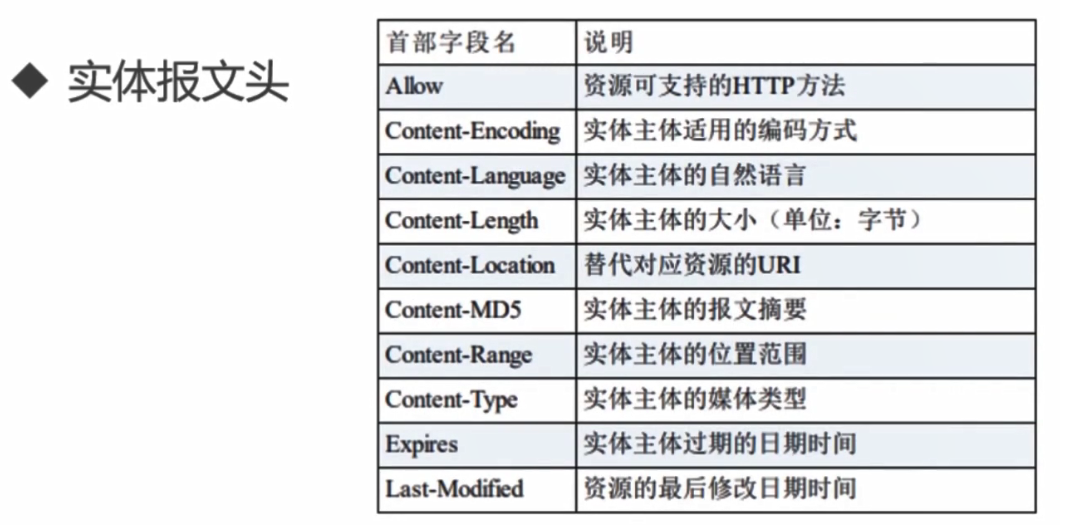 ◆ 实体报文头
首部字段名 说明
Allow 资源可支持的HTTP方法
Content-Encoding 实体主体适用的编码方式
Content-Language 实体主体的自然语言
Content-Length 实体主体的大小（单位：字节）
Content-Location 替代对应资源的URI
Content-MD5 实体主体的报文摘要
Content-Range 实体主体的位置范围
Content-Type 实体主体的媒体类型
Expires 实体主体过期的日期时间
Last-Modified 资源的最后修改日期时间